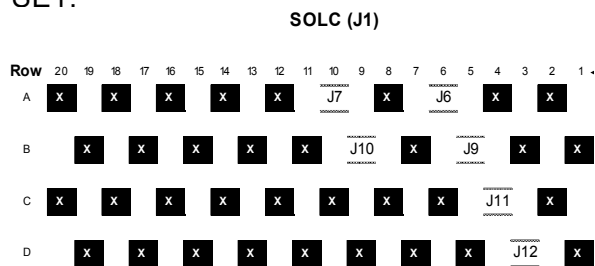 SET.
SOLC (J1)
Row 20 19 18 17 16 15 14 13 12 11 10 9 8 7 6 5 4 3 2 1
A X X X X X J7 X J6 X X
B X X X X X J10 X J9 X X
C X X X X X X X X J11 X
D X X X X X X X X J12 X